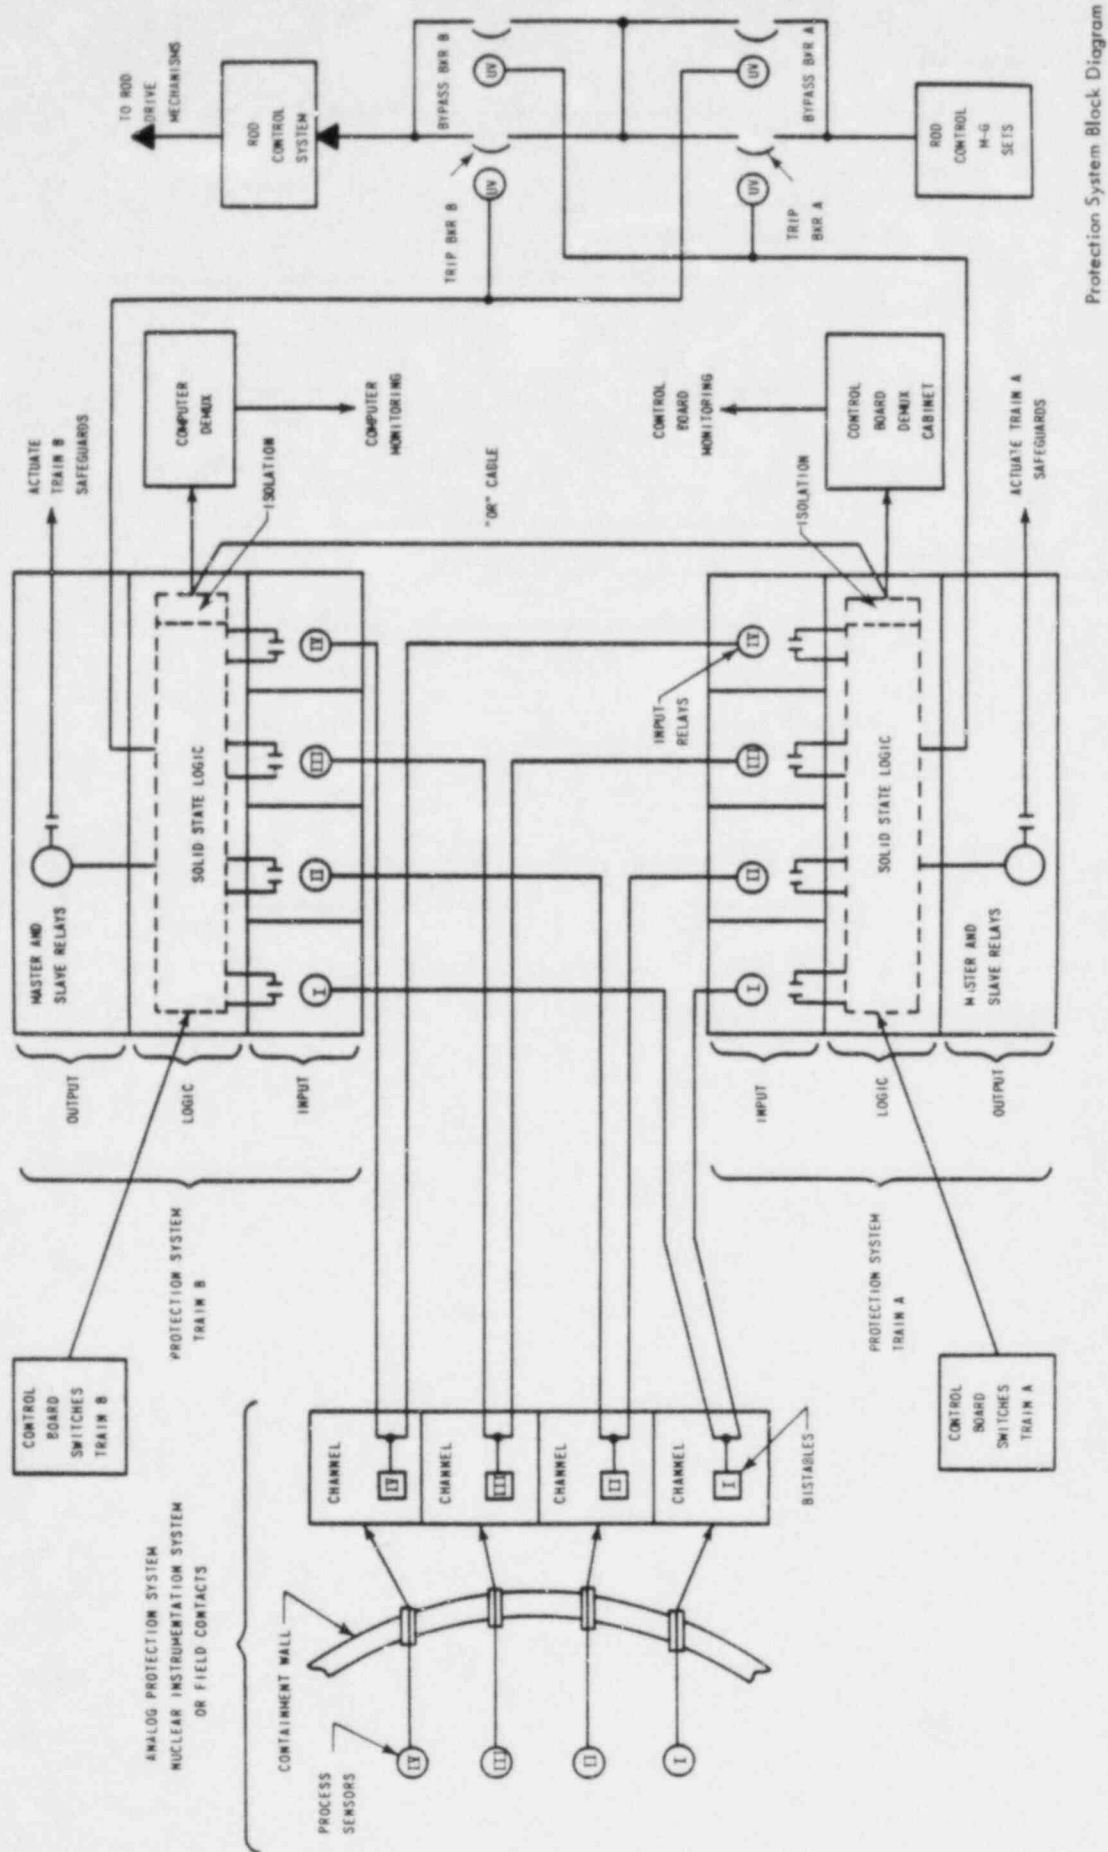 ANALOG PROTECTION SYSTEM
NUCLEAR INSTRUMENTATION SYSTEM
OR FIELD CONTACTS
CONTAINMENT WALL
PROCESS
SENSORS
IV
III
II
I
CHANNEL
IV
CHANNEL
III
CHANNEL
II
CHANNEL
I
BISTABLES
CONTROL
BOARD
SWITCHES
TRAIN B
PROTECTION SYSTEM
TRAIN B
OUTPUT
LOGIC
INPUT
MASTER AND
SLAVE RELAYS
SOLID STATE LOGIC
I
II
III
IV
ACTUATE
TRAIN B
SAFEGUARDS
COMPUTER
DEMUX
ISOLATION
COMPUTER
MONITORING
"OR" CABLE
CONTROL
BOARD
SWITCHES
TRAIN A
PROTECTION SYSTEM
TRAIN A
INPUT
LOGIC
OUTPUT
I
II
III
IV
INPUT
RELAYS
SOLID STATE LOGIC
MASTER AND
SLAVE RELAYS
ISOLATION
CONTROL
BOARD
MONITORING
CONTROL
BOARD
DEMUX
CABINET
ACTUATE TRAIN A
SAFEGUARDS
TO ROD
DRIVE
MECHANISMS
ROD
CONTROL
SYSTEM
TRIP BKR B
UV
BYPASS BKR B
UV
TRIP
BKR A
UV
BYPASS BKR A
UV
ROD
CONTROL
M-G
SETS
Protection System Block Diagram